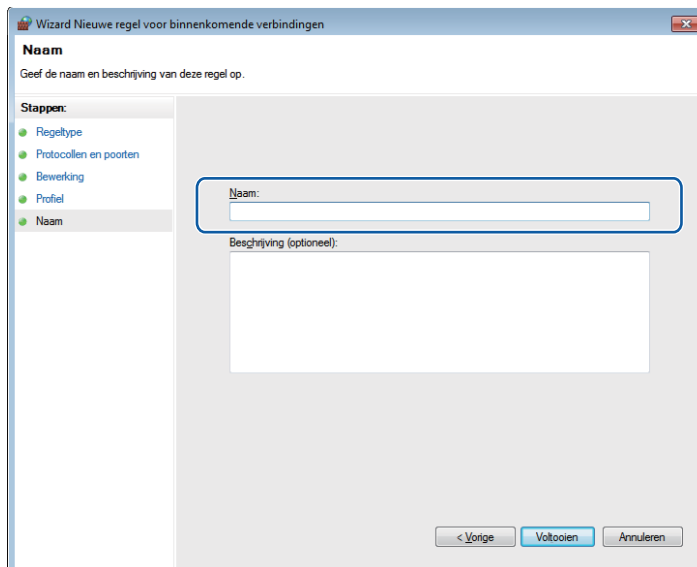 Wizard Nieuwe regel voor binnenkomende verbindingen
Naam
Geef de naam en beschrijving van deze regel op.
Stappen:
Regeltype
Protocollen en poorten
Bewerking
Profiel
Naam
Naam:
Beschrijving (optioneel):
< Vorige
Voltooien
Annuleren